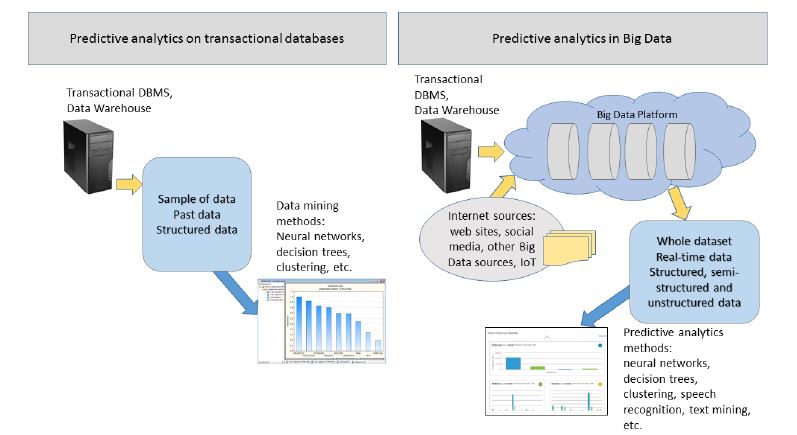 Predictive analytics on transactional databases
Transactional DBMS,
Data Warehouse
Sample of data
Past data
Structured data
Data mining
methods:
Neural networks,
decision trees,
clustering, etc.
Predictive analytics in Big Data
Transactional
DBMS,
Data Warehouse
Big Data Platform
Internet sources:
web sites, social
media, other Big
Data sources, IoT
Whole dataset
Real-time data
Structured, semi-
structured and
unstructured data
Predictive analytics
methods:
neural networks,
decision trees,
clustering, speech
recognition, text mining,
etc.